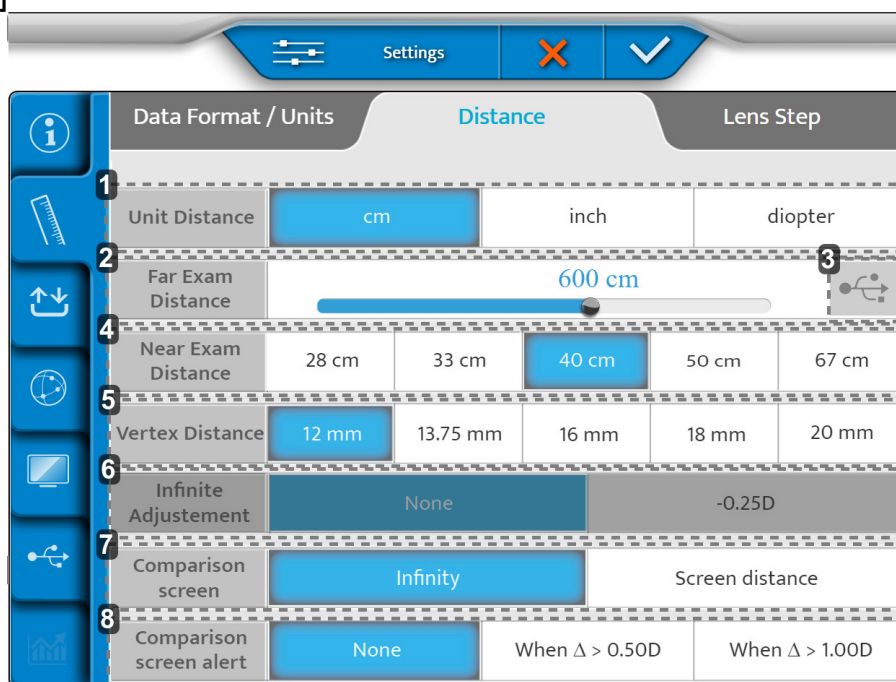 Settings
Data Format / Units Distance Lens Step
1
Unit Distance cm inch diopter
2 3
Far Exam
Distance
600 cm
4
Near Exam
Distance
28 cm 33 cm 40 cm 50 cm 67 cm
5
Vertex Distance 12 mm 13.75 mm 16 mm 18 mm 20 mm
6
Infinite
Adjustement
None -0.25D
7
Comparison
screen
Infinity Screen distance
8
Comparison
screen alert
None When Δ > 0.50D When Δ > 1.00D